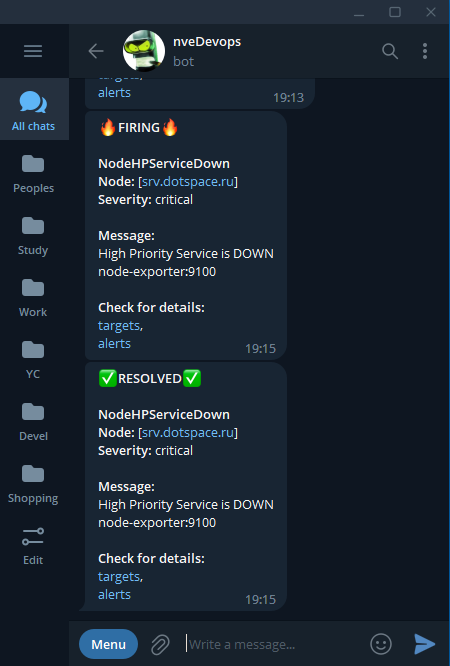 nveDevops
bot
All chats
Peoples
Study
Work
YC
Devel
Shopping
Edit
targets,
alerts
19:13
🔥FIRING🔥
NodeHPServiceDown
Node: [srv.dotspace.ru]
Severity: critical
Message:
High Priority Service is DOWN
node-exporter:9100
Check for details:
targets,
alerts
19:15
✅RESOLVED✅
NodeHPServiceDown
Node: [srv.dotspace.ru]
Severity: critical
Message:
High Priority Service is DOWN
node-exporter:9100
Check for details:
targets,
alerts
19:15
Menu
Write a message...